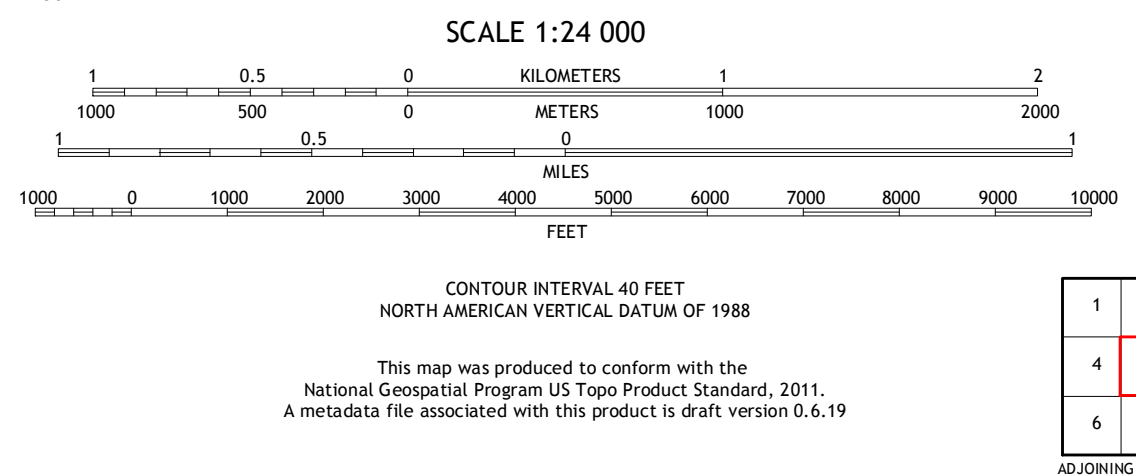 SCALE 1:24 000
1 0.5 0 KILOMETERS 1 2
1000 500 0 METERS 1000 2000
1 0.5 0 1
MILES
1000 0 1000 2000 3000 4000 5000 6000 7000 8000 9000 10000
FEET
CONTOUR INTERVAL 40 FEET
NORTH AMERICAN VERTICAL DATUM OF 1988
This map was produced to conform with the
National Geospatial Program US Topo Product Standard, 2011.
A metadata file associated with this product is draft version 0.6.19
1
4
6
ADJOINING